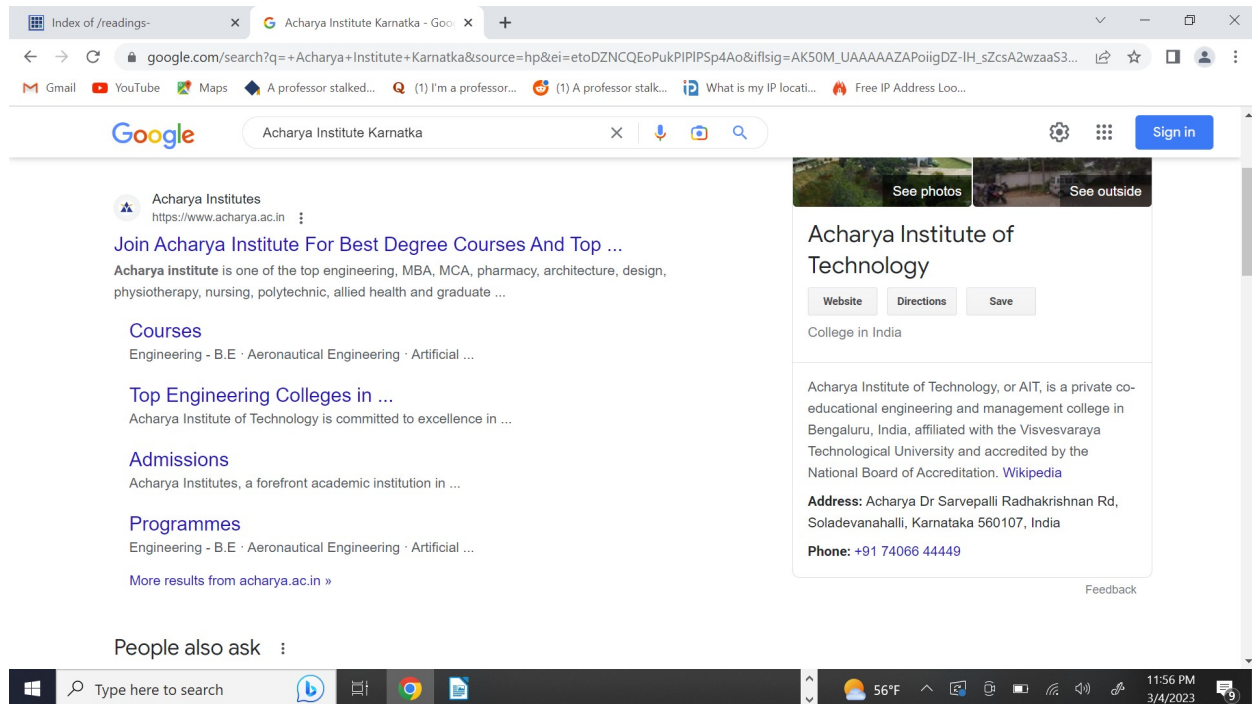 Index of /readings-
Acharya Institute Karnatka - Goo
google.com/search?q=+Acharya+Institute+Karnatka&source=hp&ei=etoDZNCQEoPukPIPlPSp4Ao&iflsig=AK50M_UAAAAAZAPoiigDZ-lH_sZcsA2wzaaS3...
Gmail YouTube Maps A professor stalked... (1) I'm a professor... (1) A professor stalk... What is my IP locati... Free IP Address Loo...
Google Acharya Institute Karnatka Sign in
See photos See outside
Acharya Institutes
https://www.acharya.ac.in
Join Acharya Institute For Best Degree Courses And Top ...
Acharya institute is one of the top engineering, MBA, MCA, pharmacy, architecture, design,
physiotherapy, nursing, polytechnic, allied health and graduate ...
Courses
Engineering - B.E · Aeronautical Engineering · Artificial ...
Top Engineering Colleges in ...
Acharya Institute of Technology is committed to excellence in ...
Admissions
Acharya Institutes, a forefront academic institution in ...
Programmes
Engineering - B.E · Aeronautical Engineering · Artificial ...
More results from acharya.ac.in »
People also ask
Acharya Institute of
Technology
Website Directions Save
College in India
Acharya Institute of Technology, or AIT, is a private co-
educational engineering and management college in
Bengaluru, India, affiliated with the Visvesvaraya
Technological University and accredited by the
National Board of Accreditation. Wikipedia
Address: Acharya Dr Sarvepalli Radhakrishnan Rd,
Soladevanahalli, Karnataka 560107, India
Phone: +91 74066 44449
Feedback
Type here to search
56°F
11:56 PM
3/4/2023
9